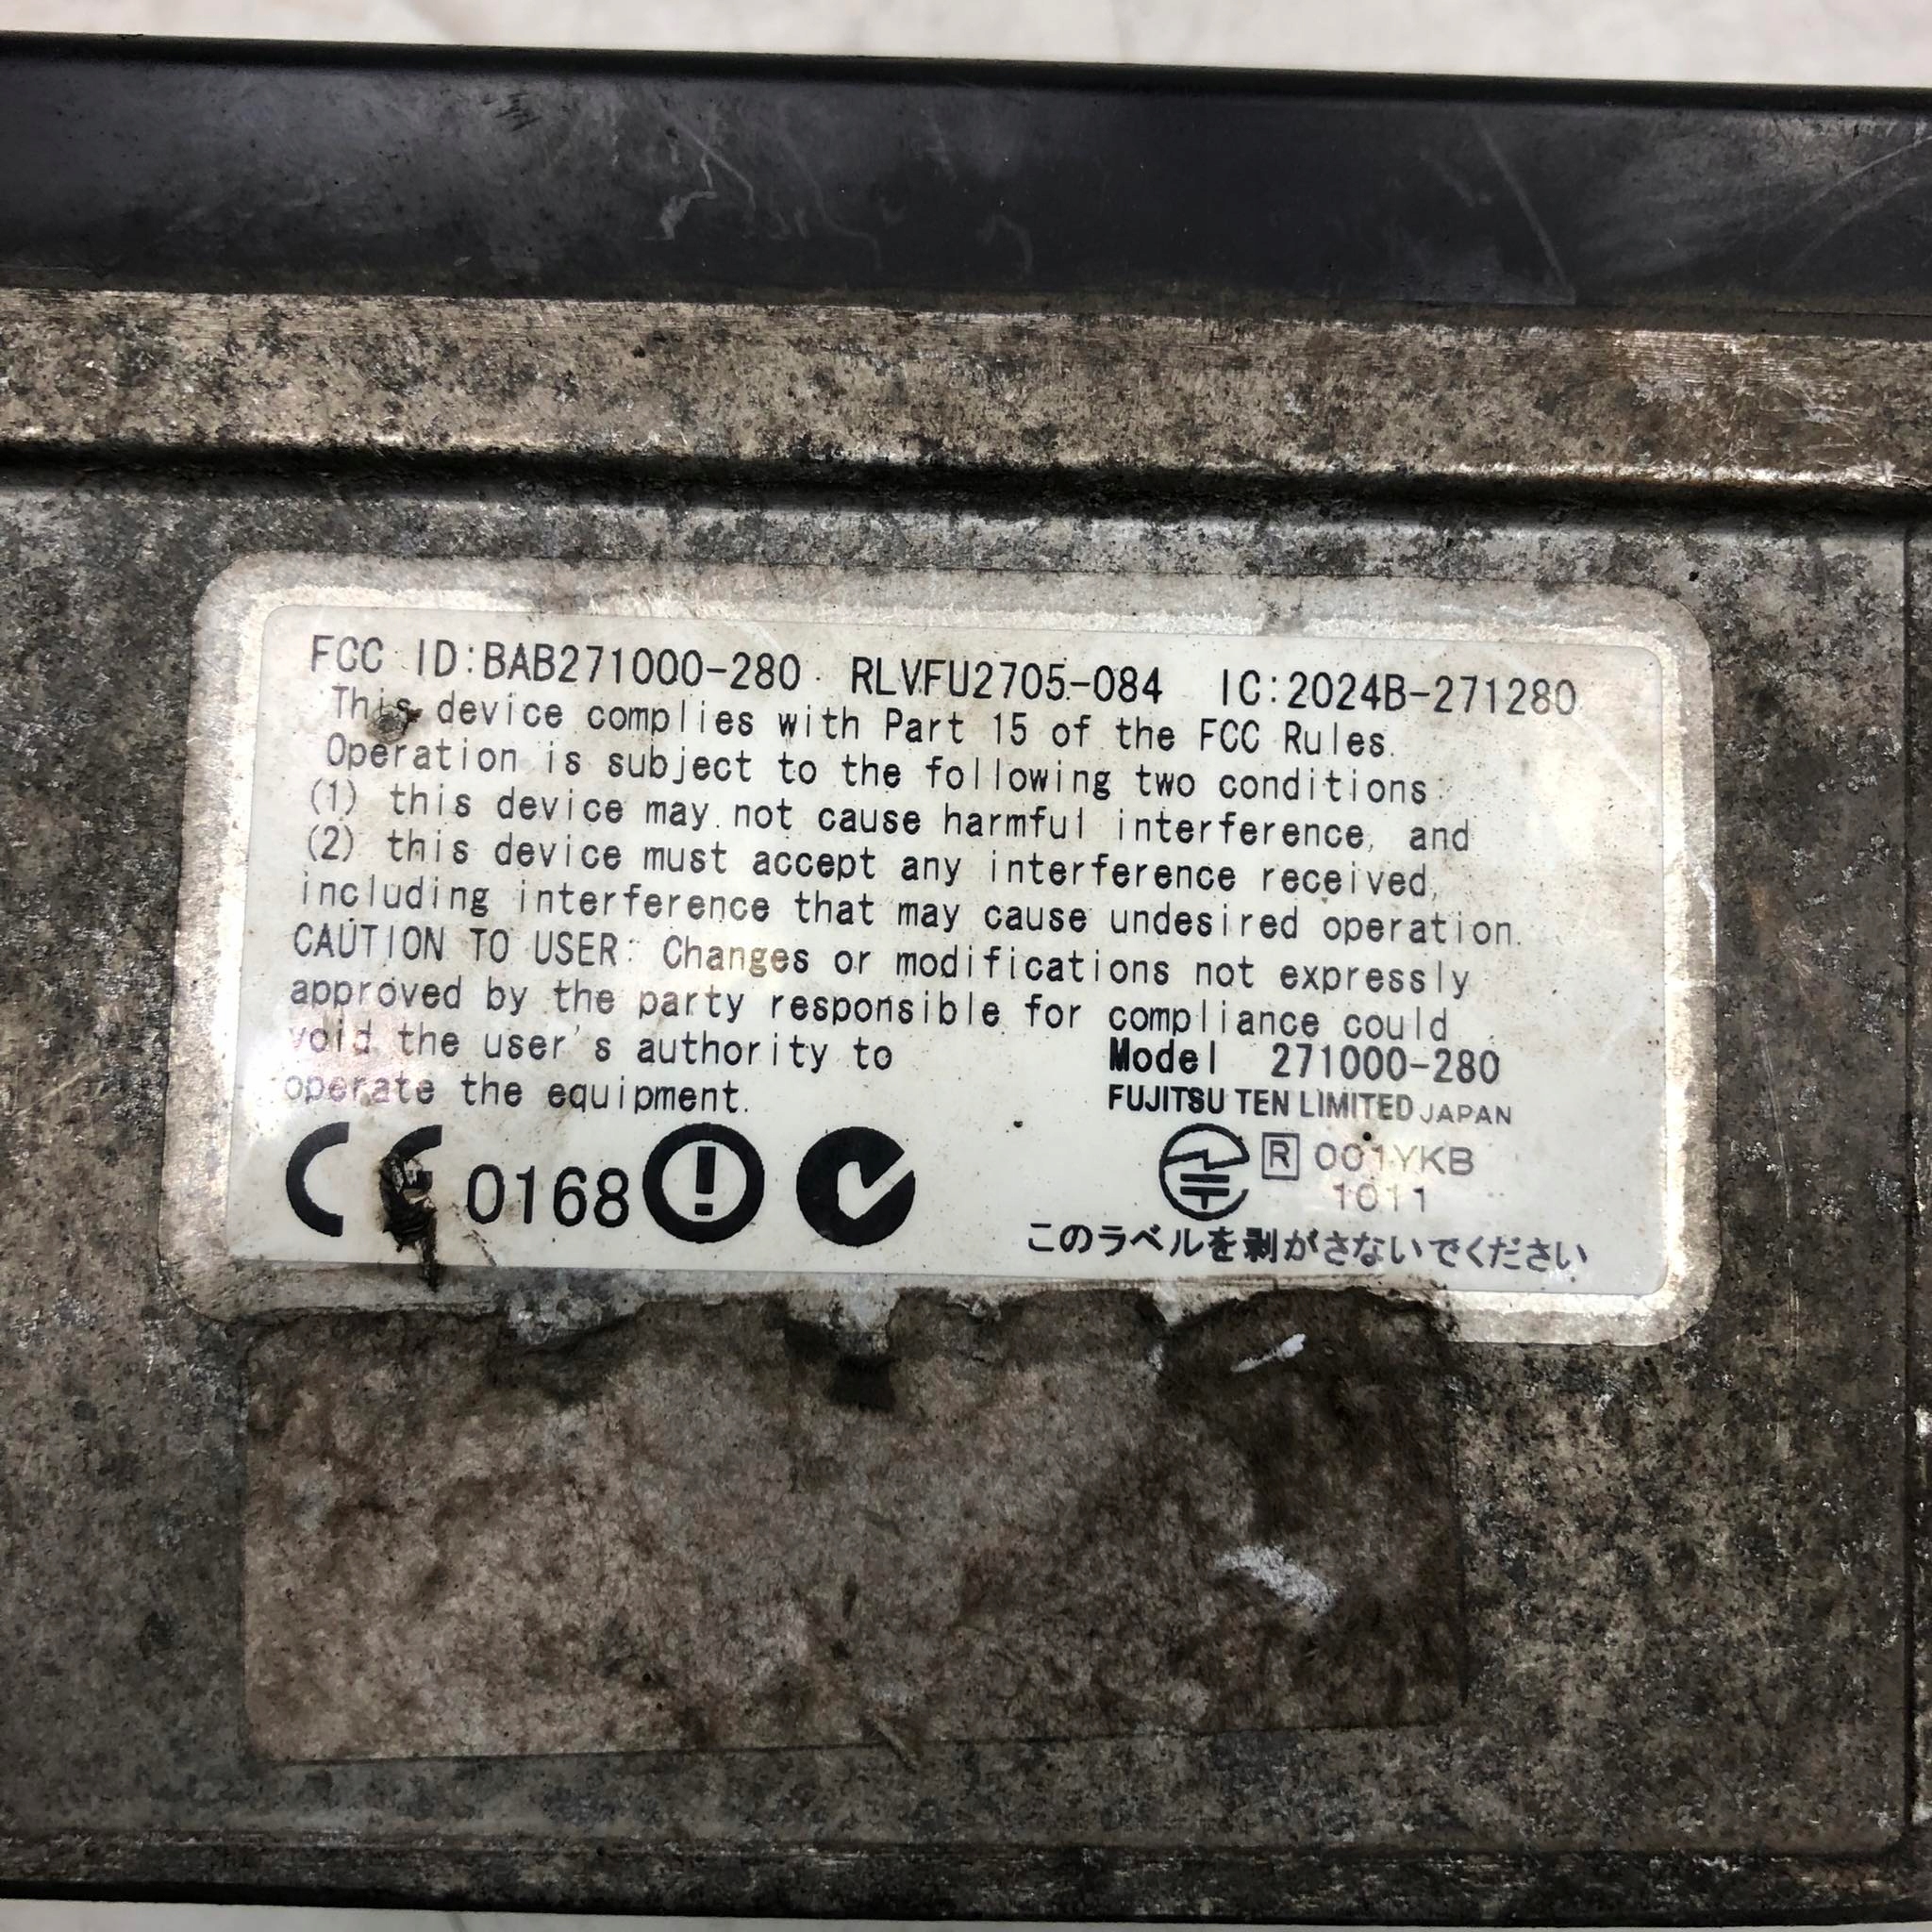 FCC ID:BAB271000-280 RLVFU2705-084 IC:2024B-271280
This device complies with Part 15 of the FCC Rules.
Operation is subject to the following two conditions:
(1) this device may not cause harmful interference, and
(2) this device must accept any interference received,
including interference that may cause undesired operation.
CAUTION TO USER: Changes or modifications not expressly
approved by the party responsible for compliance could
void the user's authority to
operate the equipment.
Model 271000-280
FUJITSU TEN LIMITED JAPAN
CE 0168 !
R 001YKB
1011
このラベルを剥がさないでください